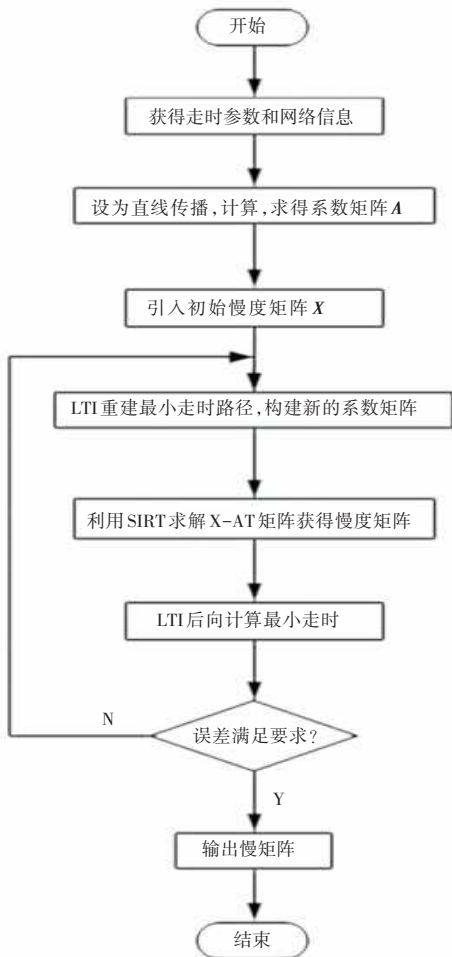 开始
获得走时参数和网络信息
设为直线传播,计算,求得系数矩阵A
引入初始慢度矩阵X
LTI重建最小走时路径,构建新的系数矩阵
利用SIRT求解X-AT矩阵获得慢度矩阵
LTI后向计算最小走时
N
误差满足要求?
Y
输出慢矩阵
结束